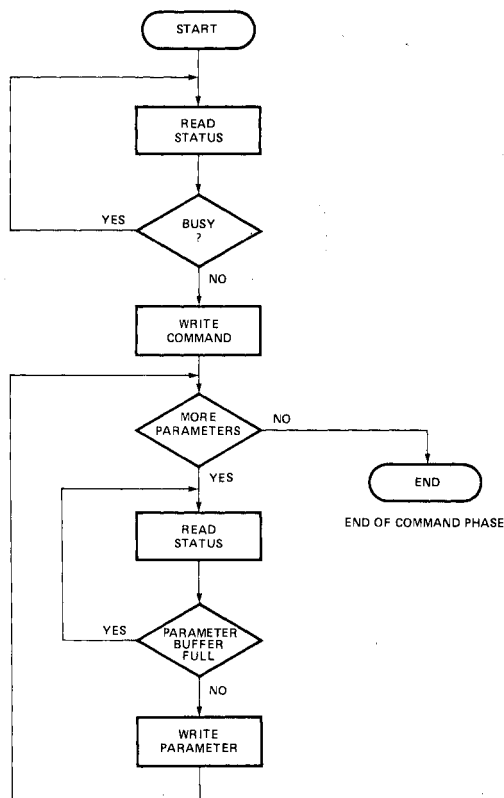 START
READ
STATUS
YES
BUSY
?
NO
WRITE
COMMAND
MORE
PARAMETERS
NO
YES
END
END OF COMMAND PHASE
READ
STATUS
YES
PARAMETER
BUFFER
FULL
NO
WRITE
PARAMETER